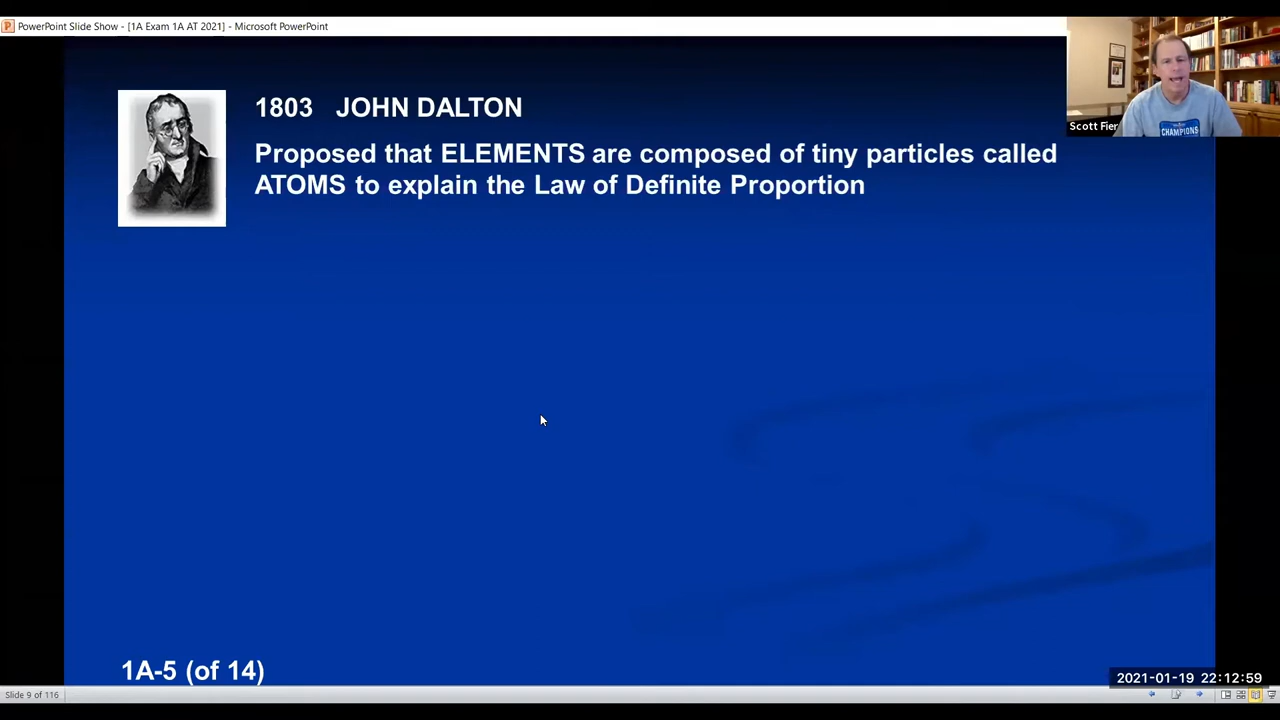 PowerPoint Slide Show - [1A Exam 1A AT 2021] - Microsoft PowerPoint
1803 JOHN DALTON
Proposed that ELEMENTS are composed of tiny particles called
ATOMS to explain the Law of Definite Proportion
Scott Fier
CHAMPIONS
1A-5 (of 14)
2021-01-19 22:12:59
Slide 9 of 116